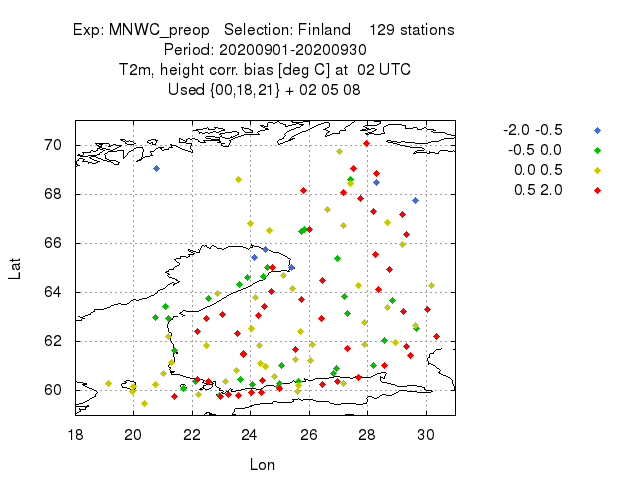 Exp: MNWC_preop   Selection: Finland    129 stations
Period: 20200901-20200930
T2m, height corr. bias [deg C] at  02 UTC
Used {00,18,21} + 02 05 08
-2.0 -0.5
-0.5 0.0
0.0 0.5
0.5 2.0
70
68
66
64
62
60
Lat
18 20 22 24 26 28 30
Lon